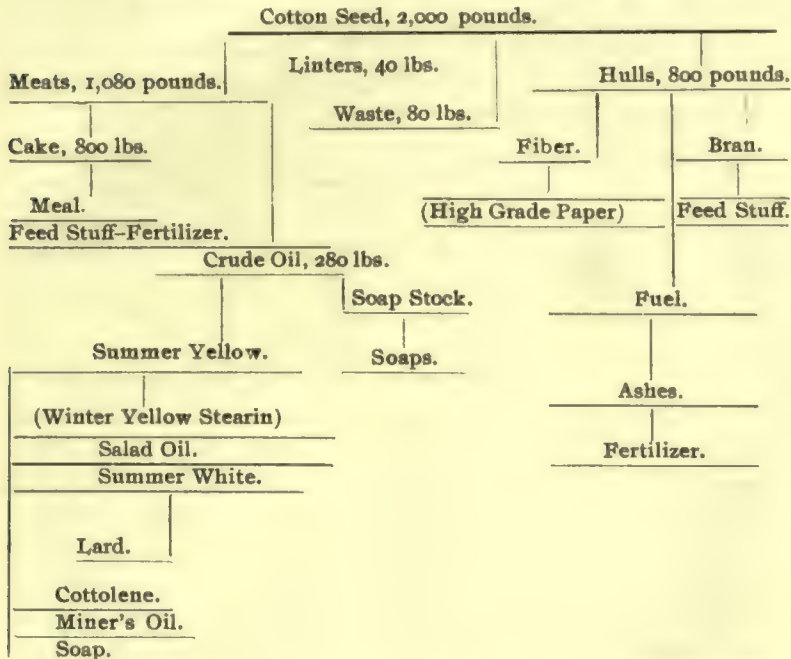 Cotton Seed, 2,000 pounds.
Meats, 1,080 pounds.
Linters, 40 lbs.
Hulls, 800 pounds.
Waste, 80 lbs.
Cake, 800 lbs.
Fiber.
Bran.
Meal.
(High Grade Paper)
Feed Stuff.
Feed Stuff–Fertilizer.
Crude Oil, 280 lbs.
Soap Stock.
Fuel.
Summer Yellow.
Soaps.
Ashes.
(Winter Yellow Stearin)
Salad Oil.
Fertilizer.
Summer White.
Lard.
Cottolene.
Miner's Oil.
Soap.